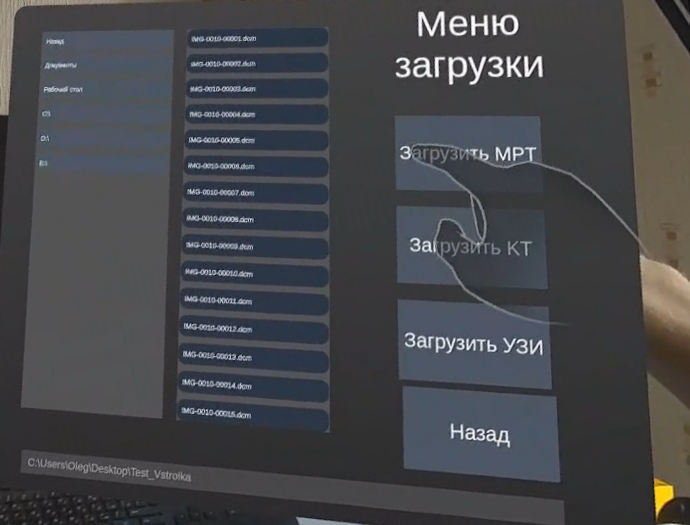 Меню
загрузки
Назад
Документы
Рабочий стол
C:\
D:\
E:\
IMG-0010-00001.dcm
IMG-0010-00002.dcm
IMG-0010-00003.dcm
IMG-0010-00004.dcm
IMG-0010-00005.dcm
IMG-0010-00006.dcm
IMG-0010-00007.dcm
IMG-0010-00008.dcm
IMG-0010-00009.dcm
IMG-0010-00010.dcm
IMG-0010-00011.dcm
IMG-0010-00012.dcm
IMG-0010-00013.dcm
IMG-0010-00014.dcm
IMG-0010-00015.dcm
Загрузить МРТ
Загрузить КТ
Загрузить УЗИ
Назад
C:\Users\Oleg\Desktop\Test_Vstroika